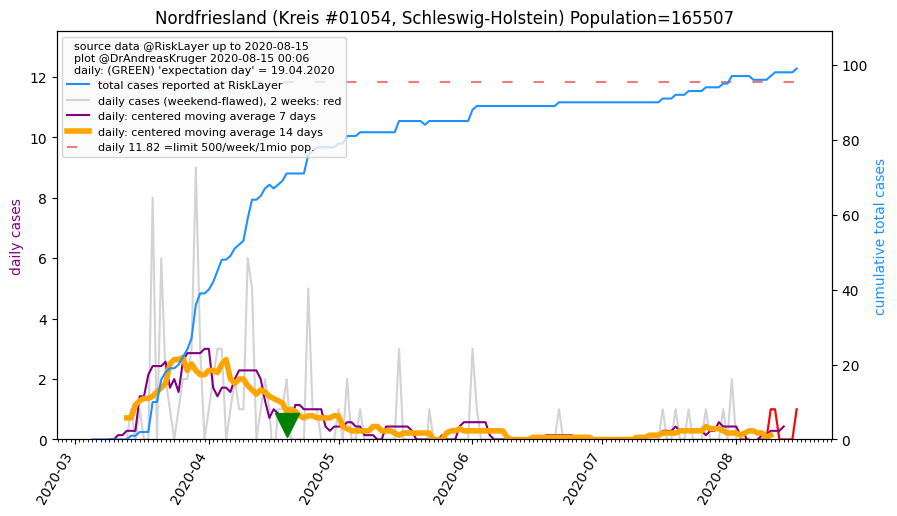 Nordfriesland (Kreis #01054, Schleswig-Holstein) Population=165507
source data @RiskLayer up to 2020-08-15
plot @DrAndreasKruger 2020-08-15 00:06
daily: (GREEN) 'expectation day' = 19.04.2020
total cases reported at RiskLayer
daily cases (weekend-flawed), 2 weeks: red
daily: centered moving average 7 days
daily: centered moving average 14 days
daily 11.82 =limit 500/week/1mio pop.
daily cases
12
10
8
6
4
2
0
cumulative total cases
100
80
60
40
20
0
2020-03
2020-04
2020-05
2020-06
2020-07
2020-08